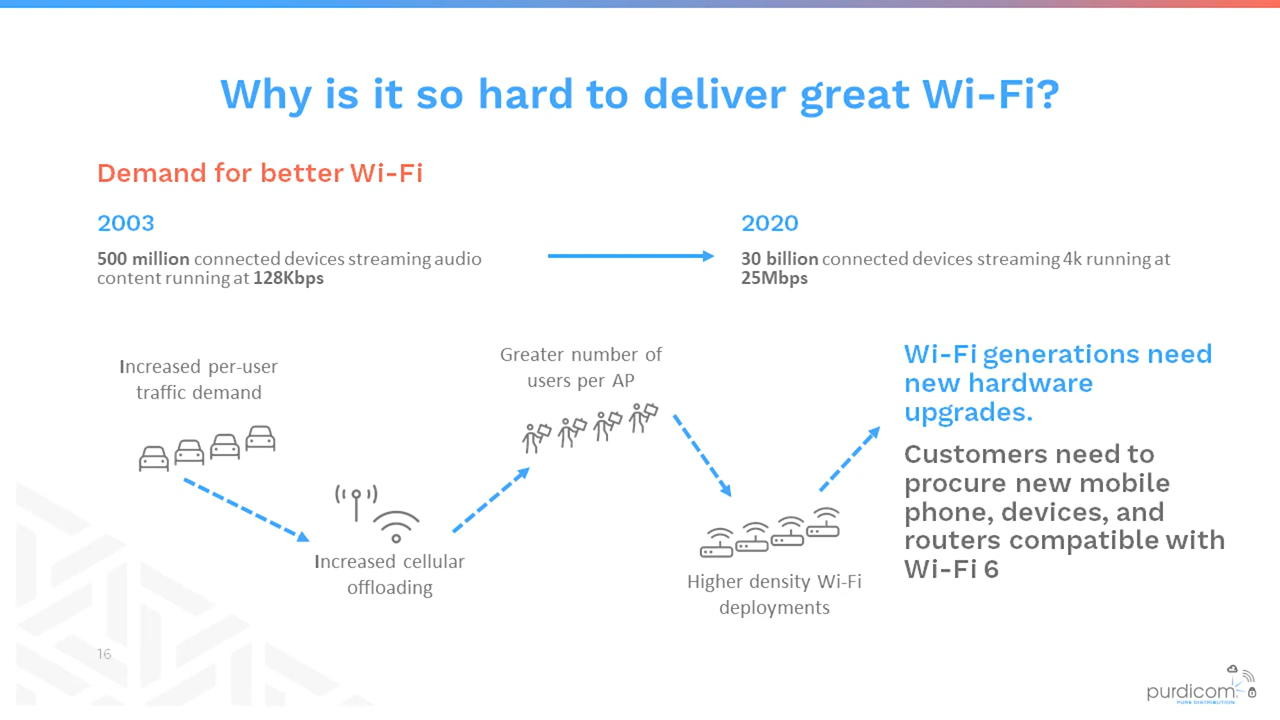 Why is it so hard to deliver great Wi-Fi?
Demand for better Wi-Fi
2003
500 million connected devices streaming audio
content running at 128Kbps
2020
30 billion connected devices streaming 4k running at
25Mbps
Increased per-user
traffic demand
Increased cellular
offloading
Greater number of
users per AP
Higher density Wi-Fi
deployments
Wi-Fi generations need
new hardware
upgrades.
Customers need to
procure new mobile
phone, devices, and
routers compatible with
Wi-Fi 6
16
purdicom
PURE DISTRIBUTION